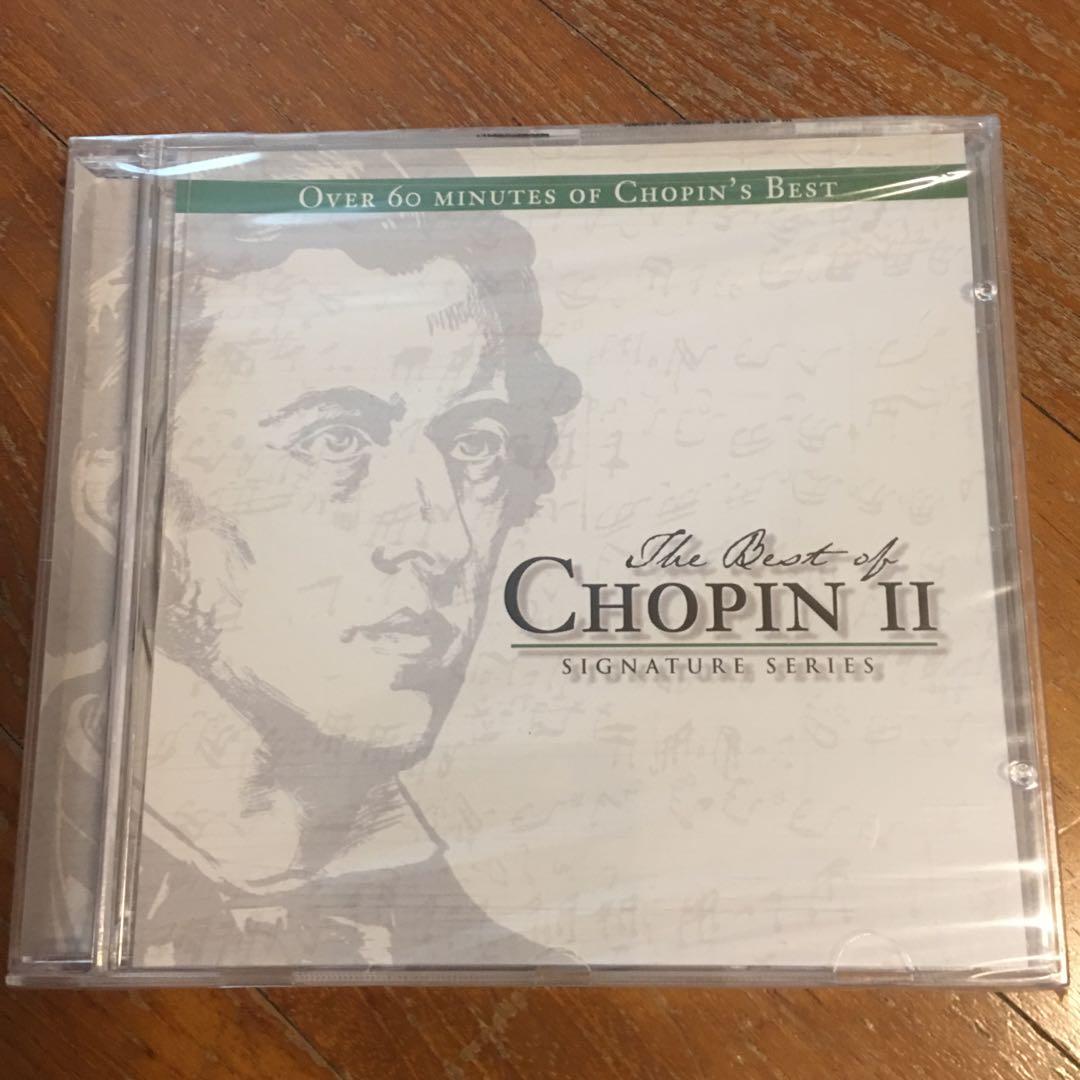 OVER 60 MINUTES OF CHOPIN'S BEST
The Best of
CHOPIN II
SIGNATURE SERIES